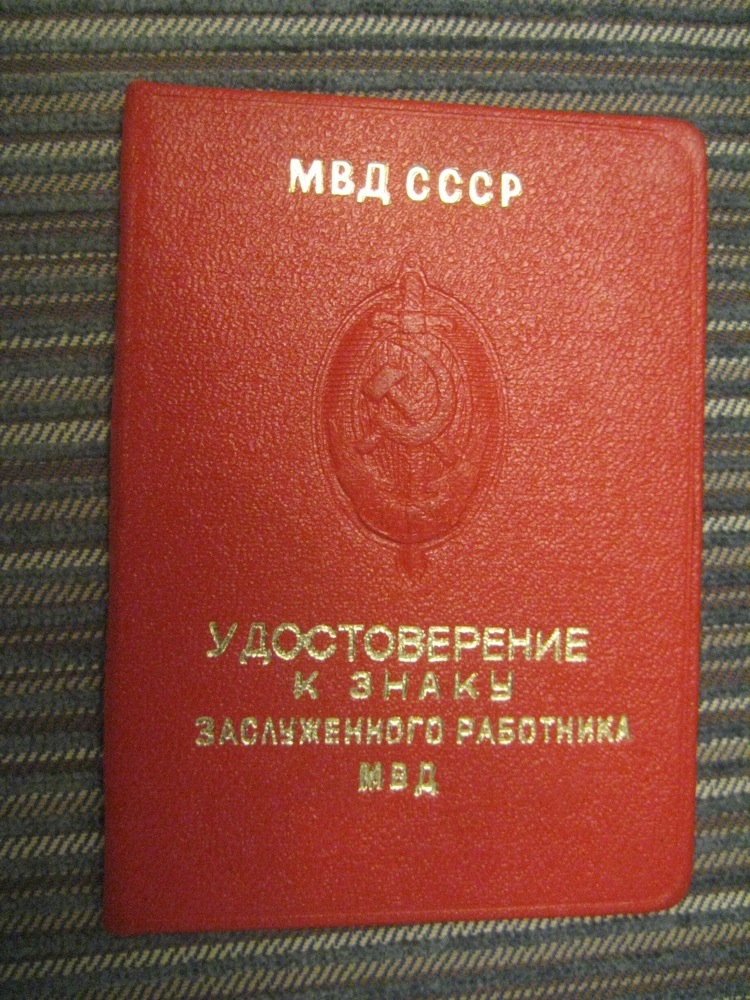 МВД СССР
УДОСТОВЕРЕНИЕ
К ЗНАКУ
ЗАСЛУЖЕННОГО РАБОТНИКА
МВД